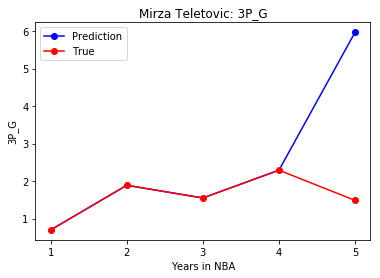 Mirza Teletovic: 3P_G
Prediction
True
6
5
4
3
2
1
3P_G
1 2 3 4 5
Years in NBA